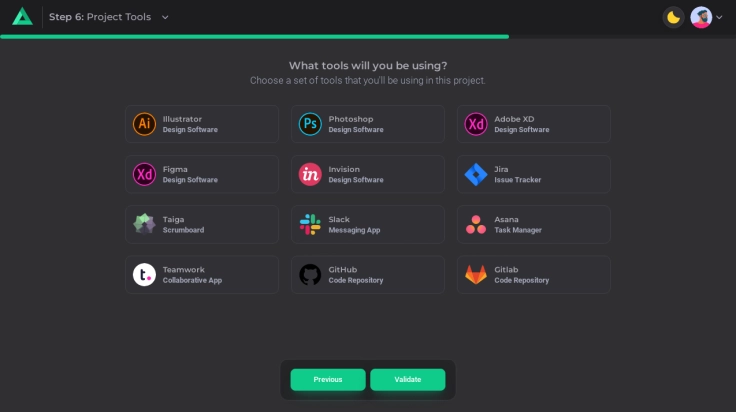 Step 6: Project Tools
What tools will you be using?
Choose a set of tools that you'll be using in this project.
Ai
Illustrator
Design Software
Ps
Photoshop
Design Software
Xd
Adobe XD
Design Software
Xd
Figma
Design Software
in
Invision
Design Software
Jira
Issue Tracker
Taiga
Scrumboard
Slack
Messaging App
Asana
Task Manager
t.
Teamwork
Collaborative App
GitHub
Code Repository
Gitlab
Code Repository
Previous
Validate